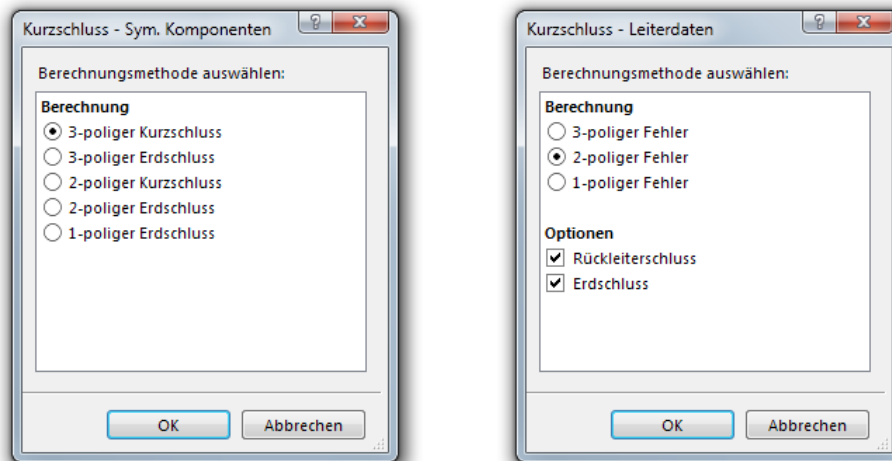 Kurzschluss - Sym. Komponenten
Berechnungsmethode auswählen:
Berechnung
3-poliger Kurzschluss
3-poliger Erdschluss
2-poliger Kurzschluss
2-poliger Erdschluss
1-poliger Erdschluss
OK
Abbrechen
Kurzschluss - Leiterdaten
Berechnungsmethode auswählen:
Berechnung
3-poliger Fehler
2-poliger Fehler
1-poliger Fehler
Optionen
Rückleiterschluss
Erdschluss
OK
Abbrechen